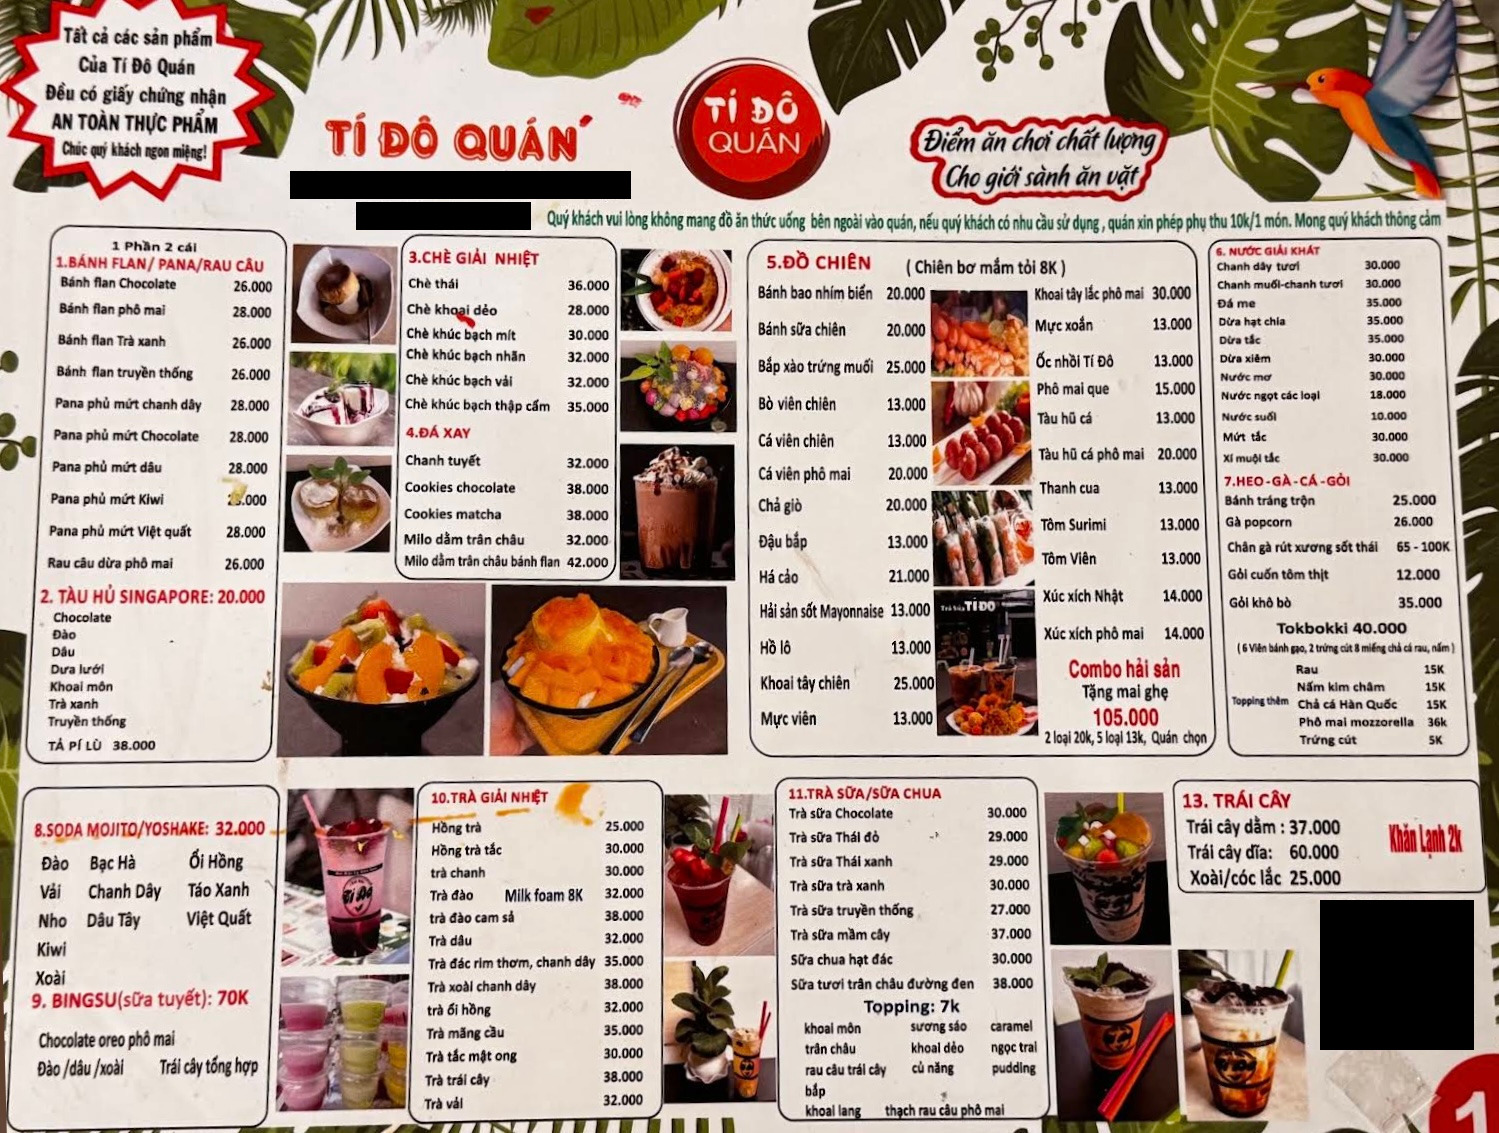 Tất cả các sản phẩm
Của Tí Đô Quán
Đều có giấy chứng nhận
AN TOÀN THỰC PHẨM
Chúc quý khách ngon miệng!
TÍ ĐÔ QUÁN
TÍ ĐÔ
QUÁN
Điểm ăn chơi chất lượng
Cho giới sành ăn vặt
Quý khách vui lòng không mang đồ ăn thức uống bên ngoài vào quán, nếu quý khách có nhu cầu sử dụng, quán xin phép phụ thu 10k/1 món. Mong quý khách thông cảm
1 Phần 2 cái
1.BÁNH FLAN/ PANA/RAU CÂU
Bánh flan Chocolate 26.000
Bánh flan phô mai 28.000
Bánh flan Trà xanh 26.000
Bánh flan truyền thống 26.000
Pana phủ mứt chanh dây 28.000
Pana phủ mứt Chocolate 28.000
Pana phủ mứt dâu 28.000
Pana phủ mứt Kiwi
Pana phủ mứt Việt quất 28.000
Rau câu dừa phô mai 26.000
2. TÀU HỦ SINGAPORE: 20.000
Chocolate
Đào
Dâu
Dưa lưới
Khoai môn
Trà xanh
Truyền thống
TẢ PÍ LÙ 38.000
3.CHÈ GIẢI NHIỆT
Chè thái 36.000
Chè khoai dẻo 28.000
Chè khúc bạch mít 30.000
Chè khúc bạch nhãn 32.000
Chè khúc bạch vải 32.000
Chè khúc bạch thập cẩm 35.000
4.ĐÁ XAY
Chanh tuyết 32.000
Cookies chocolate 38.000
Cookies matcha 38.000
Milo dằm trân châu 32.000
Milo dằm trân châu bánh flan 42.000
5.ĐỒ CHIÊN ( Chiên bơ mắm tỏi 8K )
Bánh bao nhím biển 20.000
Bánh sữa chiên 20.000
Bắp xào trứng muối 25.000
Bò viên chiên 13.000
Cá viên chiên 13.000
Cá viên phô mai 20.000
Chả giò 20.000
Đậu bắp 13.000
Há cảo 21.000
Hải sản sốt Mayonnaise 13.000
Hồ lô 13.000
Khoai tây chiên 25.000
Mực viên 13.000
Khoai tây lắc phô mai 30.000
Mực xoắn 13.000
Ốc nhồi Tí Đô 13.000
Phô mai que 15.000
Tàu hũ cá 13.000
Tàu hũ cá phô mai 20.000
Thanh cua 13.000
Tôm Surimi 13.000
Tôm Viên 13.000
Xúc xích Nhật 14.000
Xúc xích phô mai 14.000
Combo hải sản
Tặng mai ghẹ
105.000
2 loại 20k, 5 loại 13k, Quán chọn
Trà Sữa TÍ ĐÔ
6. NƯỚC GIẢI KHÁT
Chanh dây tươi 30.000
Chanh muối-chanh tươi 30.000
Đá me 35.000
Dừa hạt chia 35.000
Dừa tắc 35.000
Dừa xiêm 30.000
Nước mơ 30.000
Nước ngọt các loại 18.000
Nước suối 10.000
Mứt tắc 30.000
Xí muội tắc 30.000
7.HEO-GÀ-CÁ-GỎI
Bánh tráng trộn 25.000
Gà popcorn 26.000
Chân gà rút xương sốt thái 65 - 100K
Gỏi cuốn tôm thịt 12.000
Gỏi khô bò 35.000
Tokbokki 40.000
( 6 Viên bánh gạo, 2 trứng cút 8 miếng chả cá rau, nấm )
Topping thêm
Rau 15K
Nấm kim châm 15K
Chả cá Hàn Quốc 15K
Phô mai mozzorella 36k
Trứng cút 5K
8.SODA MOJITO/YOSHAKE: 32.000
Đào Bạc Hà Ổi Hồng
Vải Chanh Dây Táo Xanh
Nho Dâu Tây Việt Quất
Kiwi
Xoài
9. BINGSU(sữa tuyết): 70K
Chocolate oreo phô mai
Đào /dâu /xoài Trái cây tổng hợp
10.TRÀ GIẢI NHIỆT
Hồng trà 25.000
Hồng trà tắc 30.000
trà chanh 30.000
Trà đào Milk foam 8K 32.000
trà đào cam sả 38.000
Trà dâu 32.000
Trà đác rim thơm, chanh dây 35.000
Trà xoài chanh dây 38.000
trà ổi hồng 32.000
Trà mãng cầu 35.000
Trà tắc mật ong 30.000
Trà trái cây 38.000
Trà vải 32.000
11.TRÀ SỮA/SỮA CHUA
Trà sữa Chocolate 30.000
Trà sữa Thái đỏ 29.000
Trà sữa Thái xanh 29.000
Trà sữa trà xanh 30.000
Trà sữa truyền thống 27.000
Trà sữa mầm cây 37.000
Sữa chua hạt đác 30.000
Sữa tươi trân châu đường đen 38.000
Topping: 7k
khoai môn sương sáo caramel
trân châu khoai dẻo ngọc trai
rau câu trái cây củ năng pudding
bắp
khoai lang thạch rau câu phô mai
13. TRÁI CÂY
Trái cây dằm : 37.000
Trái cây dĩa: 60.000
Xoài/cóc lắc 25.000
Khăn Lạnh 2k
Tí Đô
1